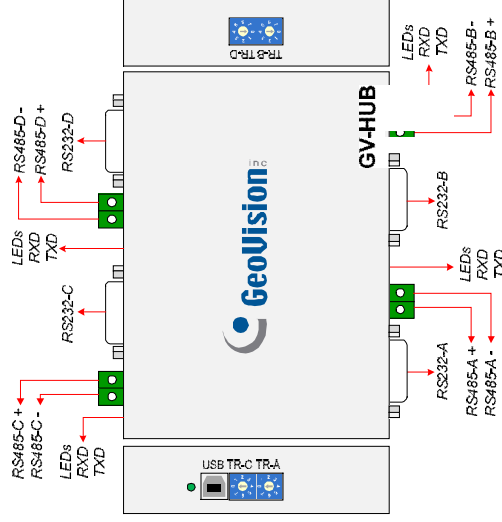 TR-B TR-D
LEDs
RXD
TXD
RS485-B -
RS485-B +
GV-HUB
RS485-D -
RS485-D +
RS232-D
RS232-B
GeoVision
inc
LEDs
RXD
TXD
LEDs
RXD
TXD
RS232-C
RS232-A
RS485-A +
RS485-A -
RS485-C +
RS485-C -
LEDs
RXD
TXD
USB TR-C TR-A